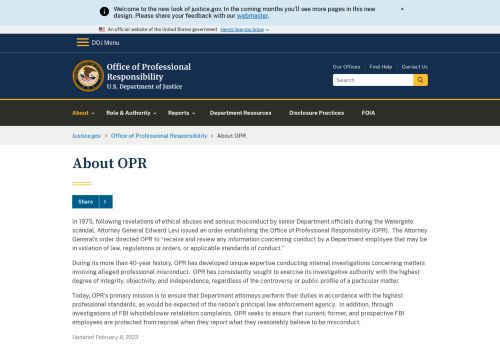 Welcome to the new look of justice.gov. In the coming months you'll see more pages in this new
design. Please share your feedback with our webmaster.
×
An official website of the United States government   Here's how you know
DOJ Menu
Office of Professional
Responsibility
U.S. Department of Justice
Our Offices | Find Help | Contact Us
Search
About   Role & Authority   Reports   Department Resources   Disclosure Practices   FOIA
Justice.gov > Office of Professional Responsibility > About OPR
About OPR
Share >
In 1975, following revelations of ethical abuses and serious misconduct by senior Department officials during the Watergate
scandal, Attorney General Edward Levi issued an order establishing the Office of Professional Responsibility (OPR).  The Attorney
General's order directed OPR to "receive and review any information concerning conduct by a Department employee that may be
in violation of law, regulations or orders, or applicable standards of conduct."
During its more than 40-year history, OPR has developed unique expertise conducting internal investigations concerning matters
involving alleged professional misconduct.  OPR has consistently sought to exercise its investigative authority with the highest
degree of integrity, objectivity, and independence, regardless of the controversy or public profile of a particular matter.
Today, OPR's primary mission is to ensure that Department attorneys perform their duties in accordance with the highest
professional standards, as would be expected of the nation's principal law enforcement agency.  In addition, through
investigations of FBI whistleblower retaliation complaints, OPR seeks to ensure that current, former, and prospective FBI
employees are protected from reprisal when they report what they reasonably believe to be misconduct.
Updated February 8, 2023